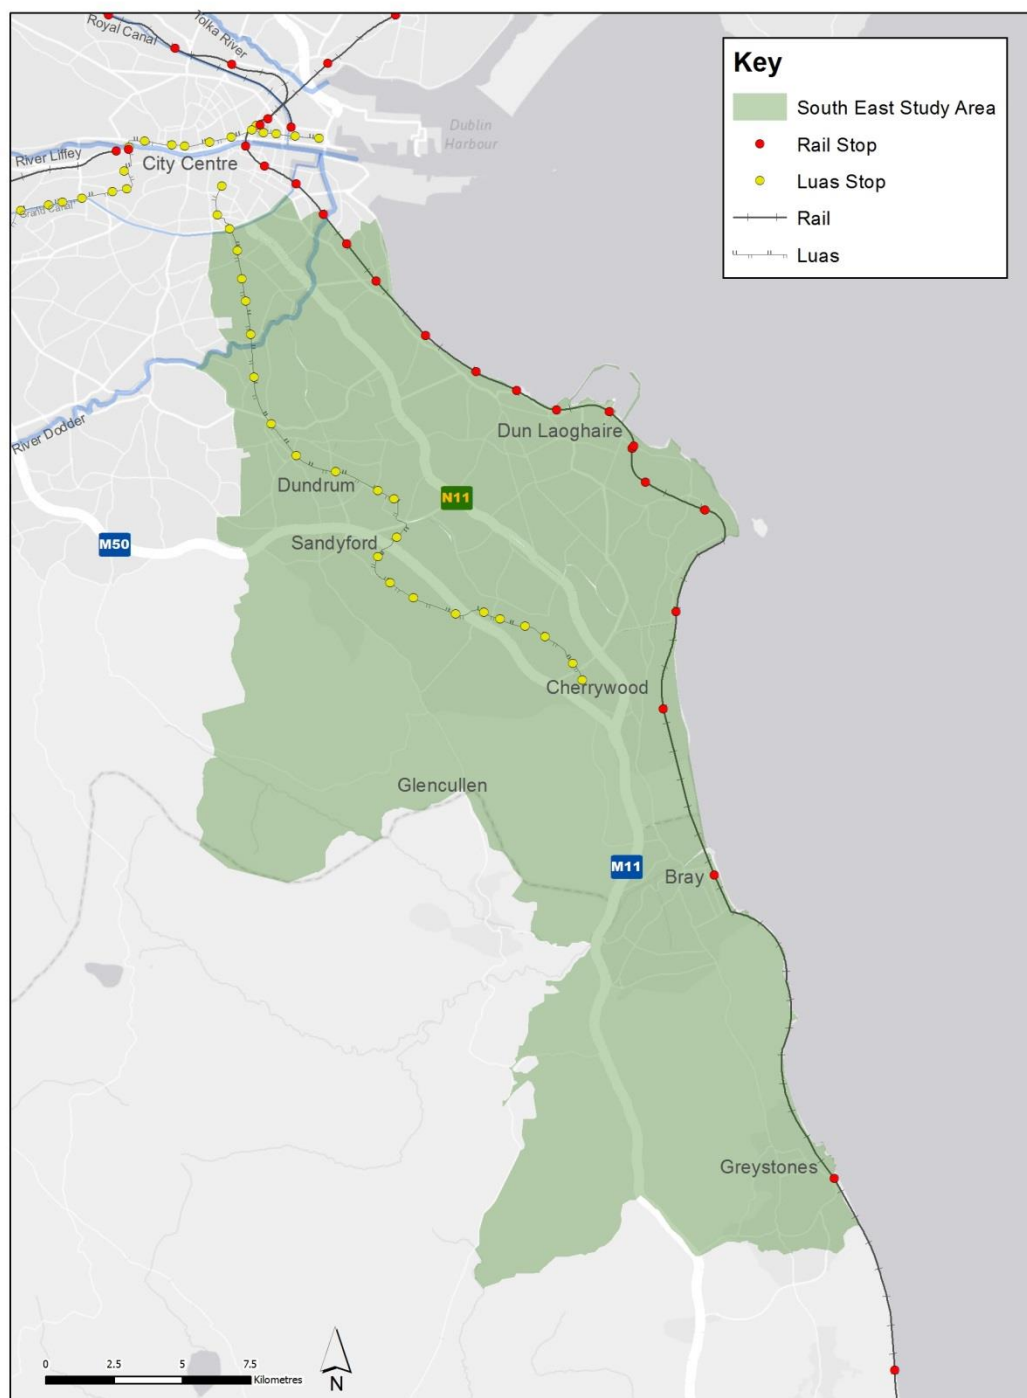 Royal Canal
Tolka River
Key
South East Study Area
Rail Stop
Luas Stop
Rail
Luas
Dublin
Harbour
River Liffey
City Centre
Grand Canal
River Dodder
Dun Laoghaire
Dundrum
N11
M50
Sandyford
Cherrywood
Glencullen
M11
Bray
Greystones
0 2.5 5 7.5
Kilometres
N